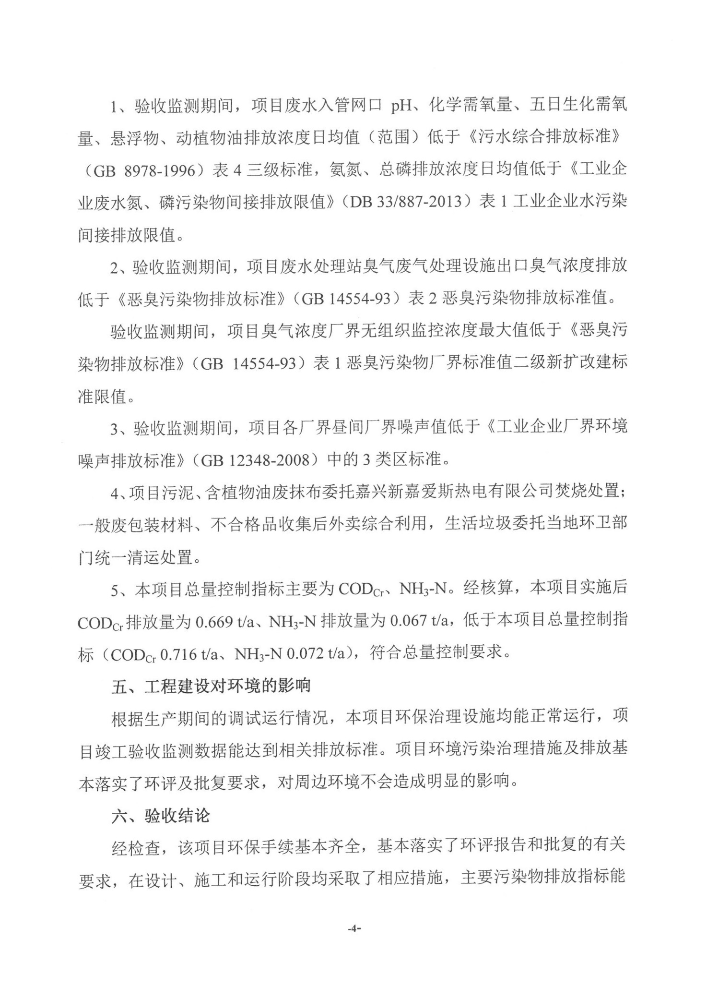 1、验收监测期间，项目废水入管网口 pH、化学需氧量、五日生化需氧
量、悬浮物、动植物油排放浓度日均值（范围）低于《污水综合排放标准》
（GB 8978-1996）表 4 三级标准，氨氮、总磷排放浓度日均值低于《工业企
业废水氮、磷污染物间接排放限值》（DB 33/887-2013）表 1 工业企业水污染
间接排放限值。
2、验收监测期间，项目废水处理站臭气废气处理设施出口臭气浓度排放
低于《恶臭污染物排放标准》（GB 14554-93）表 2 恶臭污染物排放标准值。
验收监测期间，项目臭气浓度厂界无组织监控浓度最大值低于《恶臭污
染物排放标准》（GB 14554-93）表 1 恶臭污染物厂界标准值二级新扩改建标
准限值。
3、验收监测期间，项目各厂界昼间厂界噪声值低于《工业企业厂界环境
噪声排放标准》（GB 12348-2008）中的 3 类区标准。
4、项目污泥、含植物油废抹布委托嘉兴新嘉爱斯热电有限公司焚烧处置；
一般废包装材料、不合格品收集后外卖综合利用，生活垃圾委托当地环卫部
门统一清运处置。
5、本项目总量控制指标主要为 CODCr、NH3-N。经核算，本项目实施后
CODCr 排放量为 0.669 t/a、NH3-N 排放量为 0.067 t/a，低于本项目总量控制指
标（CODCr 0.716 t/a、NH3-N 0.072 t/a），符合总量控制要求。
五、工程建设对环境的影响
根据生产期间的调试运行情况，本项目环保治理设施均能正常运行，项
目竣工验收监测数据能达到相关排放标准。项目环境污染治理措施及排放基
本落实了环评及批复要求，对周边环境不会造成明显的影响。
六、验收结论
经检查，该项目环保手续基本齐全，基本落实了环评报告和批复的有关
要求，在设计、施工和运行阶段均采取了相应措施，主要污染物排放指标能
-4-